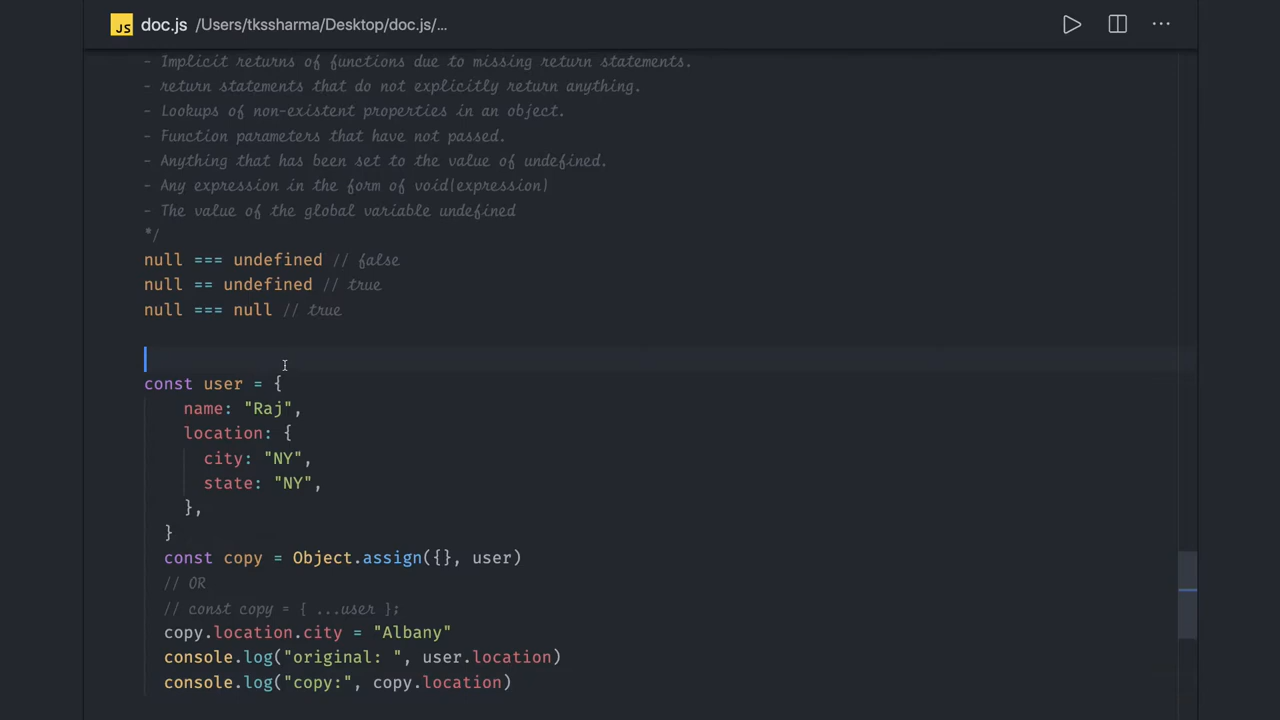 JS doc.js /Users/tkssharma/Desktop/doc.js/...
- Implicit returns of functions due to missing return statements.
- return statements that do not explicitly return anything.
- Lookups of non-existent properties in an object.
- Function parameters that have not passed.
- Anything that has been set to the value of undefined.
- Any expression in the form of void(expression)
- The value of the global variable undefined
*/
null === undefined // false
null == undefined // true
null === null // true
const user = {
name: "Raj",
location: {
city: "NY",
state: "NY",
},
}
const copy = Object.assign({}, user)
// OR
// const copy = { ...user };
copy.location.city = "Albany"
console.log("original: ", user.location)
console.log("copy:", copy.location)